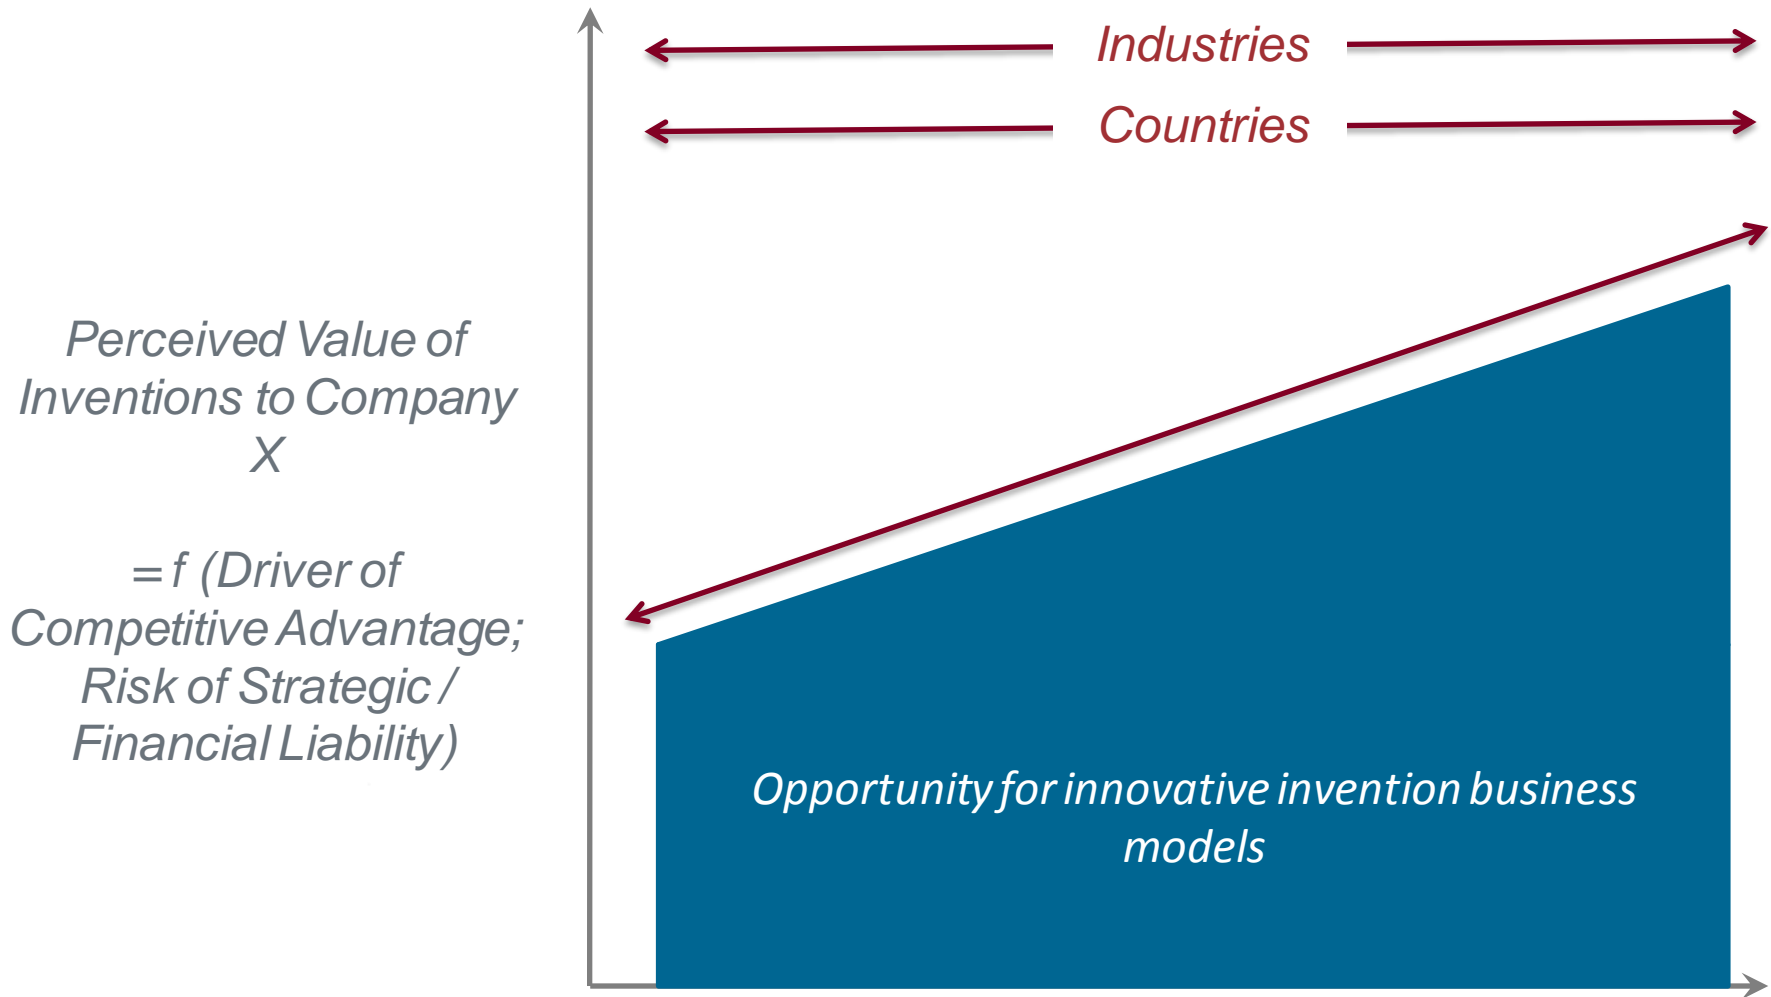 Industries
Countries
Perceived Value of
Inventions to Company
X
= f (Driver of
Competitive Advantage;
Risk of Strategic /
Financial Liability)
Opportunity for innovative invention business
models